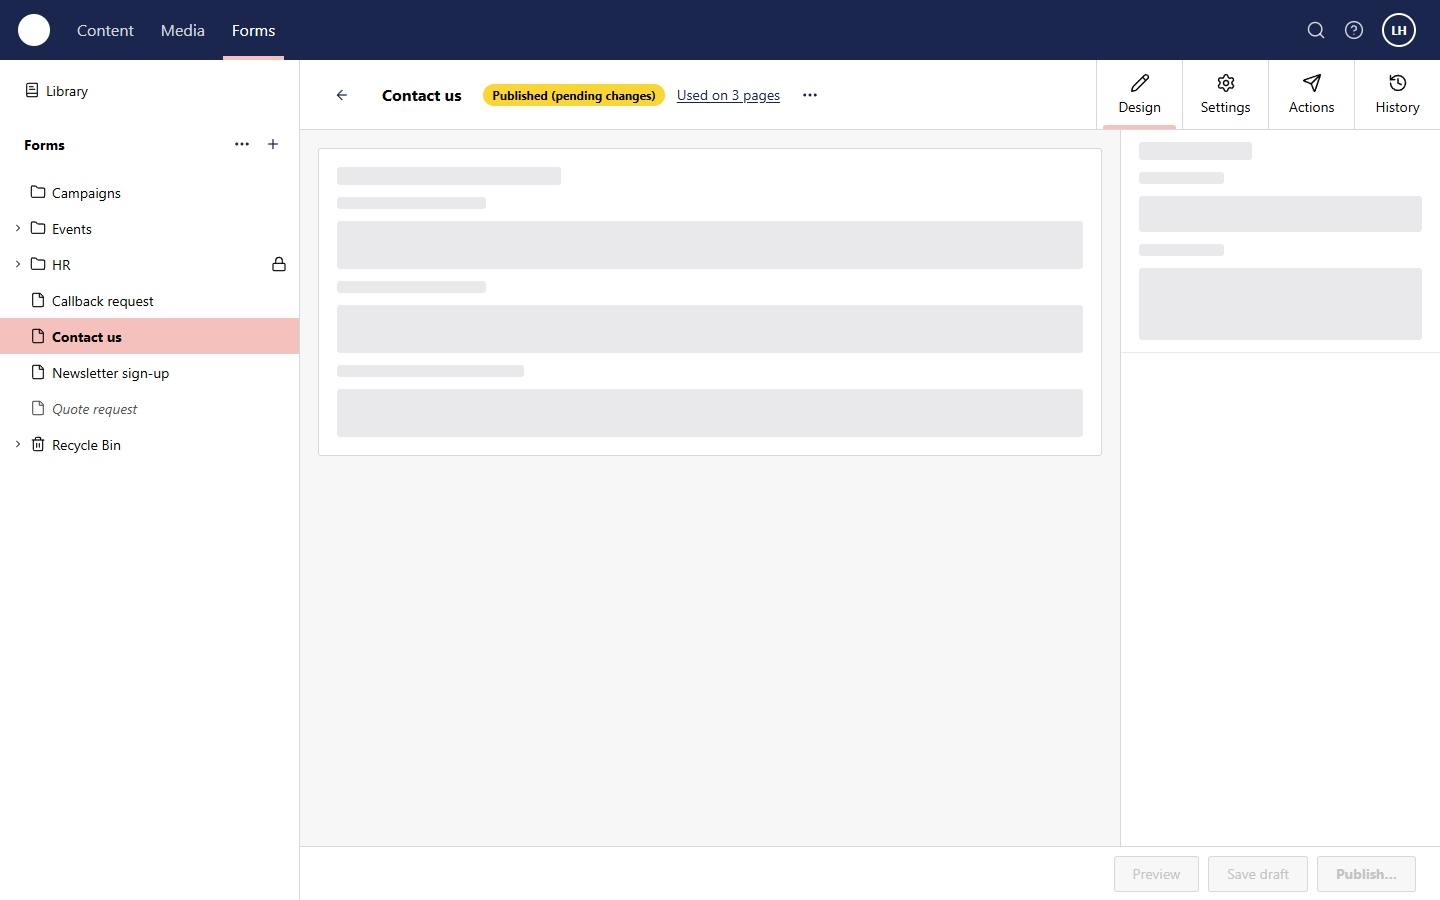 Content Media Forms LH
Library
Forms
Campaigns
Events
HR
Callback request
Contact us
Newsletter sign-up
Quote request
Recycle Bin
Contact us Published (pending changes) Used on 3 pages
Design Settings Actions History
Preview Save draft Publish...